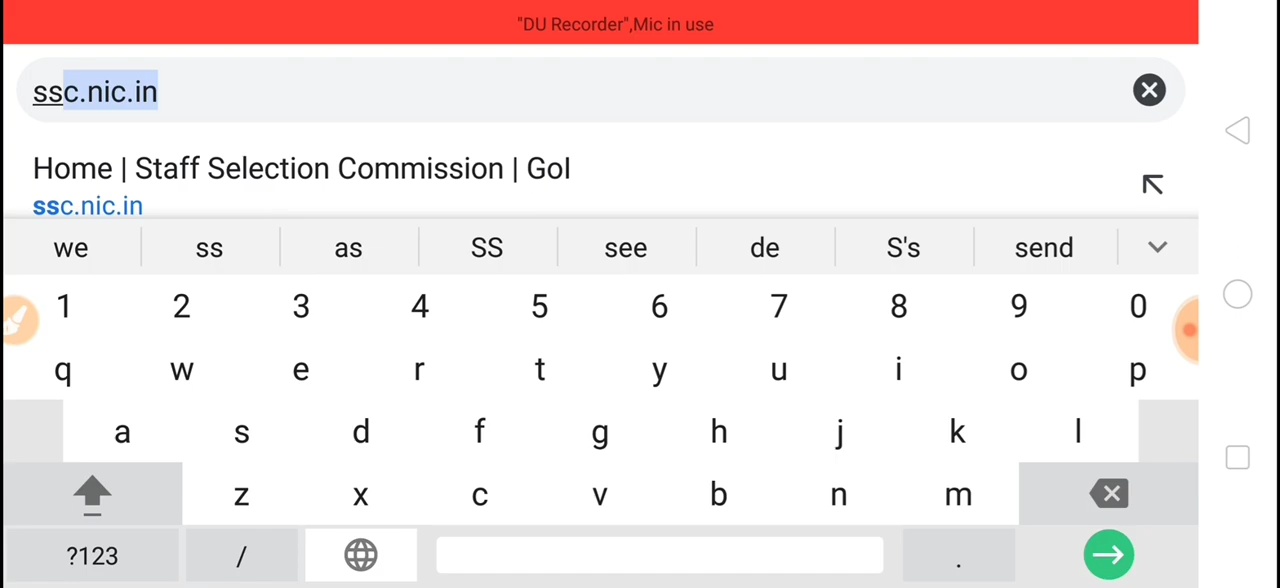 "DU Recorder",Mic in use
ssc.nic.in
Home | Staff Selection Commission | GoI
ssc.nic.in
we ss as SS see de S's send
1 2 3 4 5 6 7 8 9 0
q w e r t y u i o p
a s d f g h j k l
z x c v b n m
?123 / .